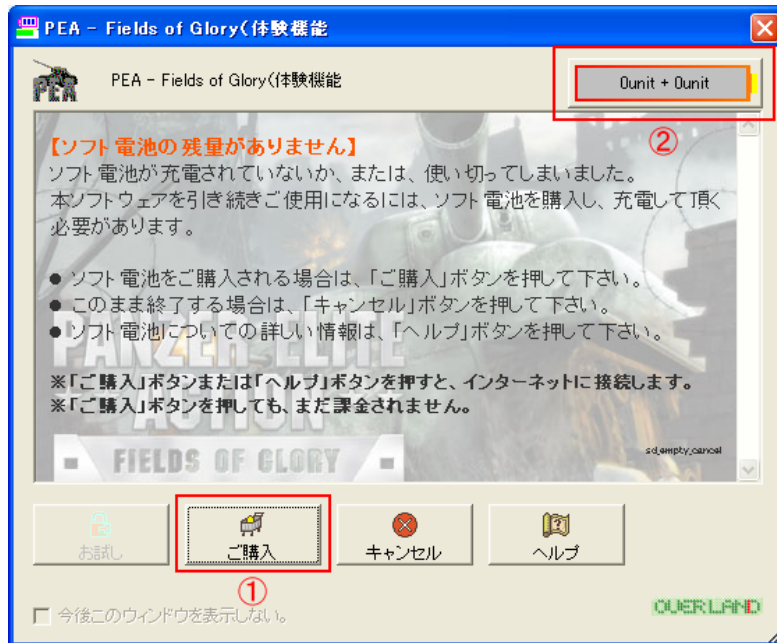 PEA - Fields of Glory(体験機能
PEA
PEA - Fields of Glory(体験機能
0unit + 0unit
②
【ソフト電池の残量がありません】
ソフト電池が充電されていないか、または、使い切ってしまいました。
本ソフトウェアを引き続きご使用になるには、ソフト電池を購入し、充電して頂く
必要があります。
● ソフト電池をご購入される場合は、「ご購入」ボタンを押して下さい。
● このまま終了する場合は、「キャンセル」ボタンを押して下さい。
● ソフト電池についての詳しい情報は、「ヘルプ」ボタンを押して下さい。
PANZER ELITE
ACTION
※「ご購入」ボタンまたは「ヘルプ」ボタンを押すと、インターネットに接続します。
※「ご購入」ボタンを押しても、まだ課金されません。
FIELDS OF GLORY
sd_empty_cancel
お試し
ご購入
キャンセル
ヘルプ
①
今後このウィンドウを表示しない。
OVERLAND